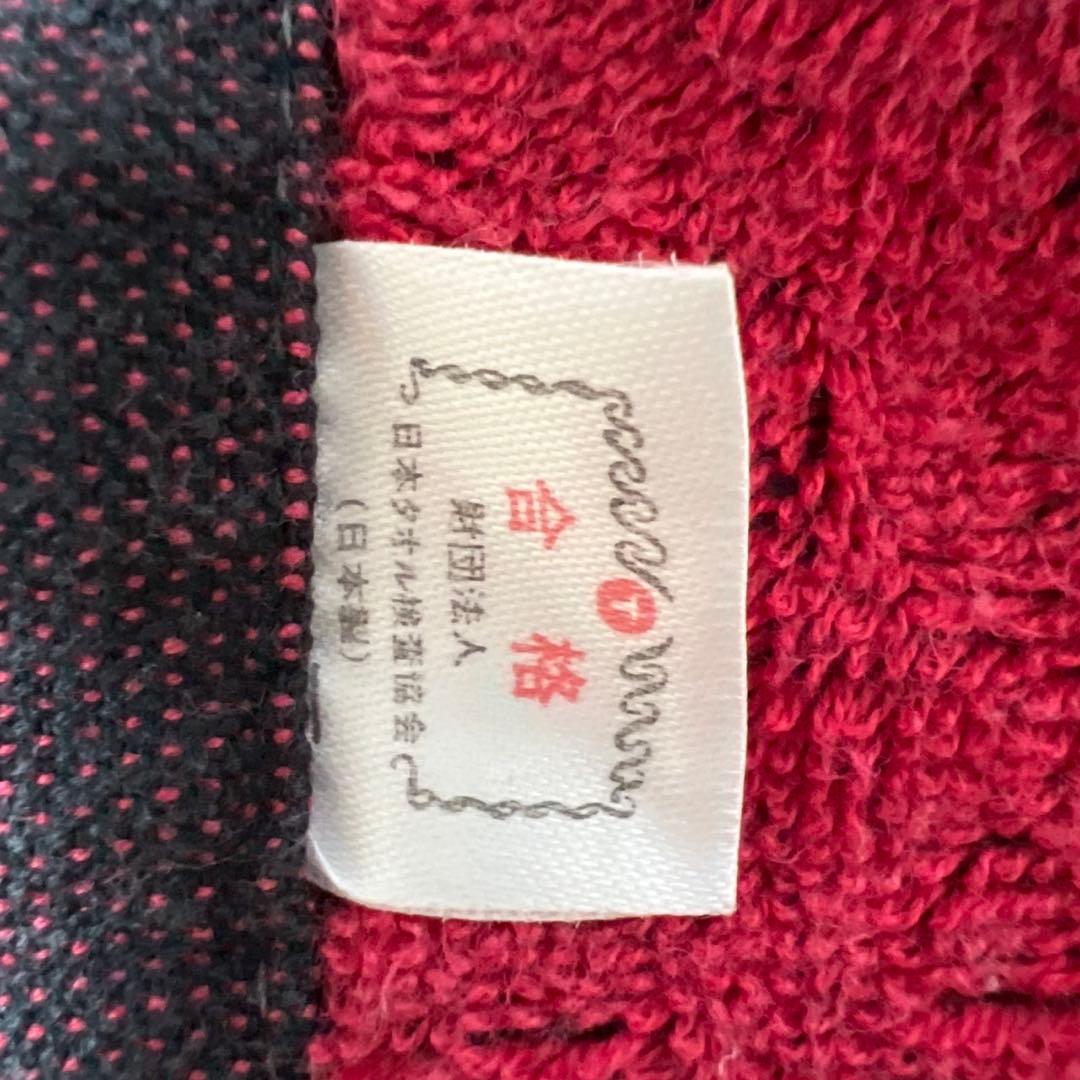 T
合格
財団法人
日本タオル検査協会
(日本製)